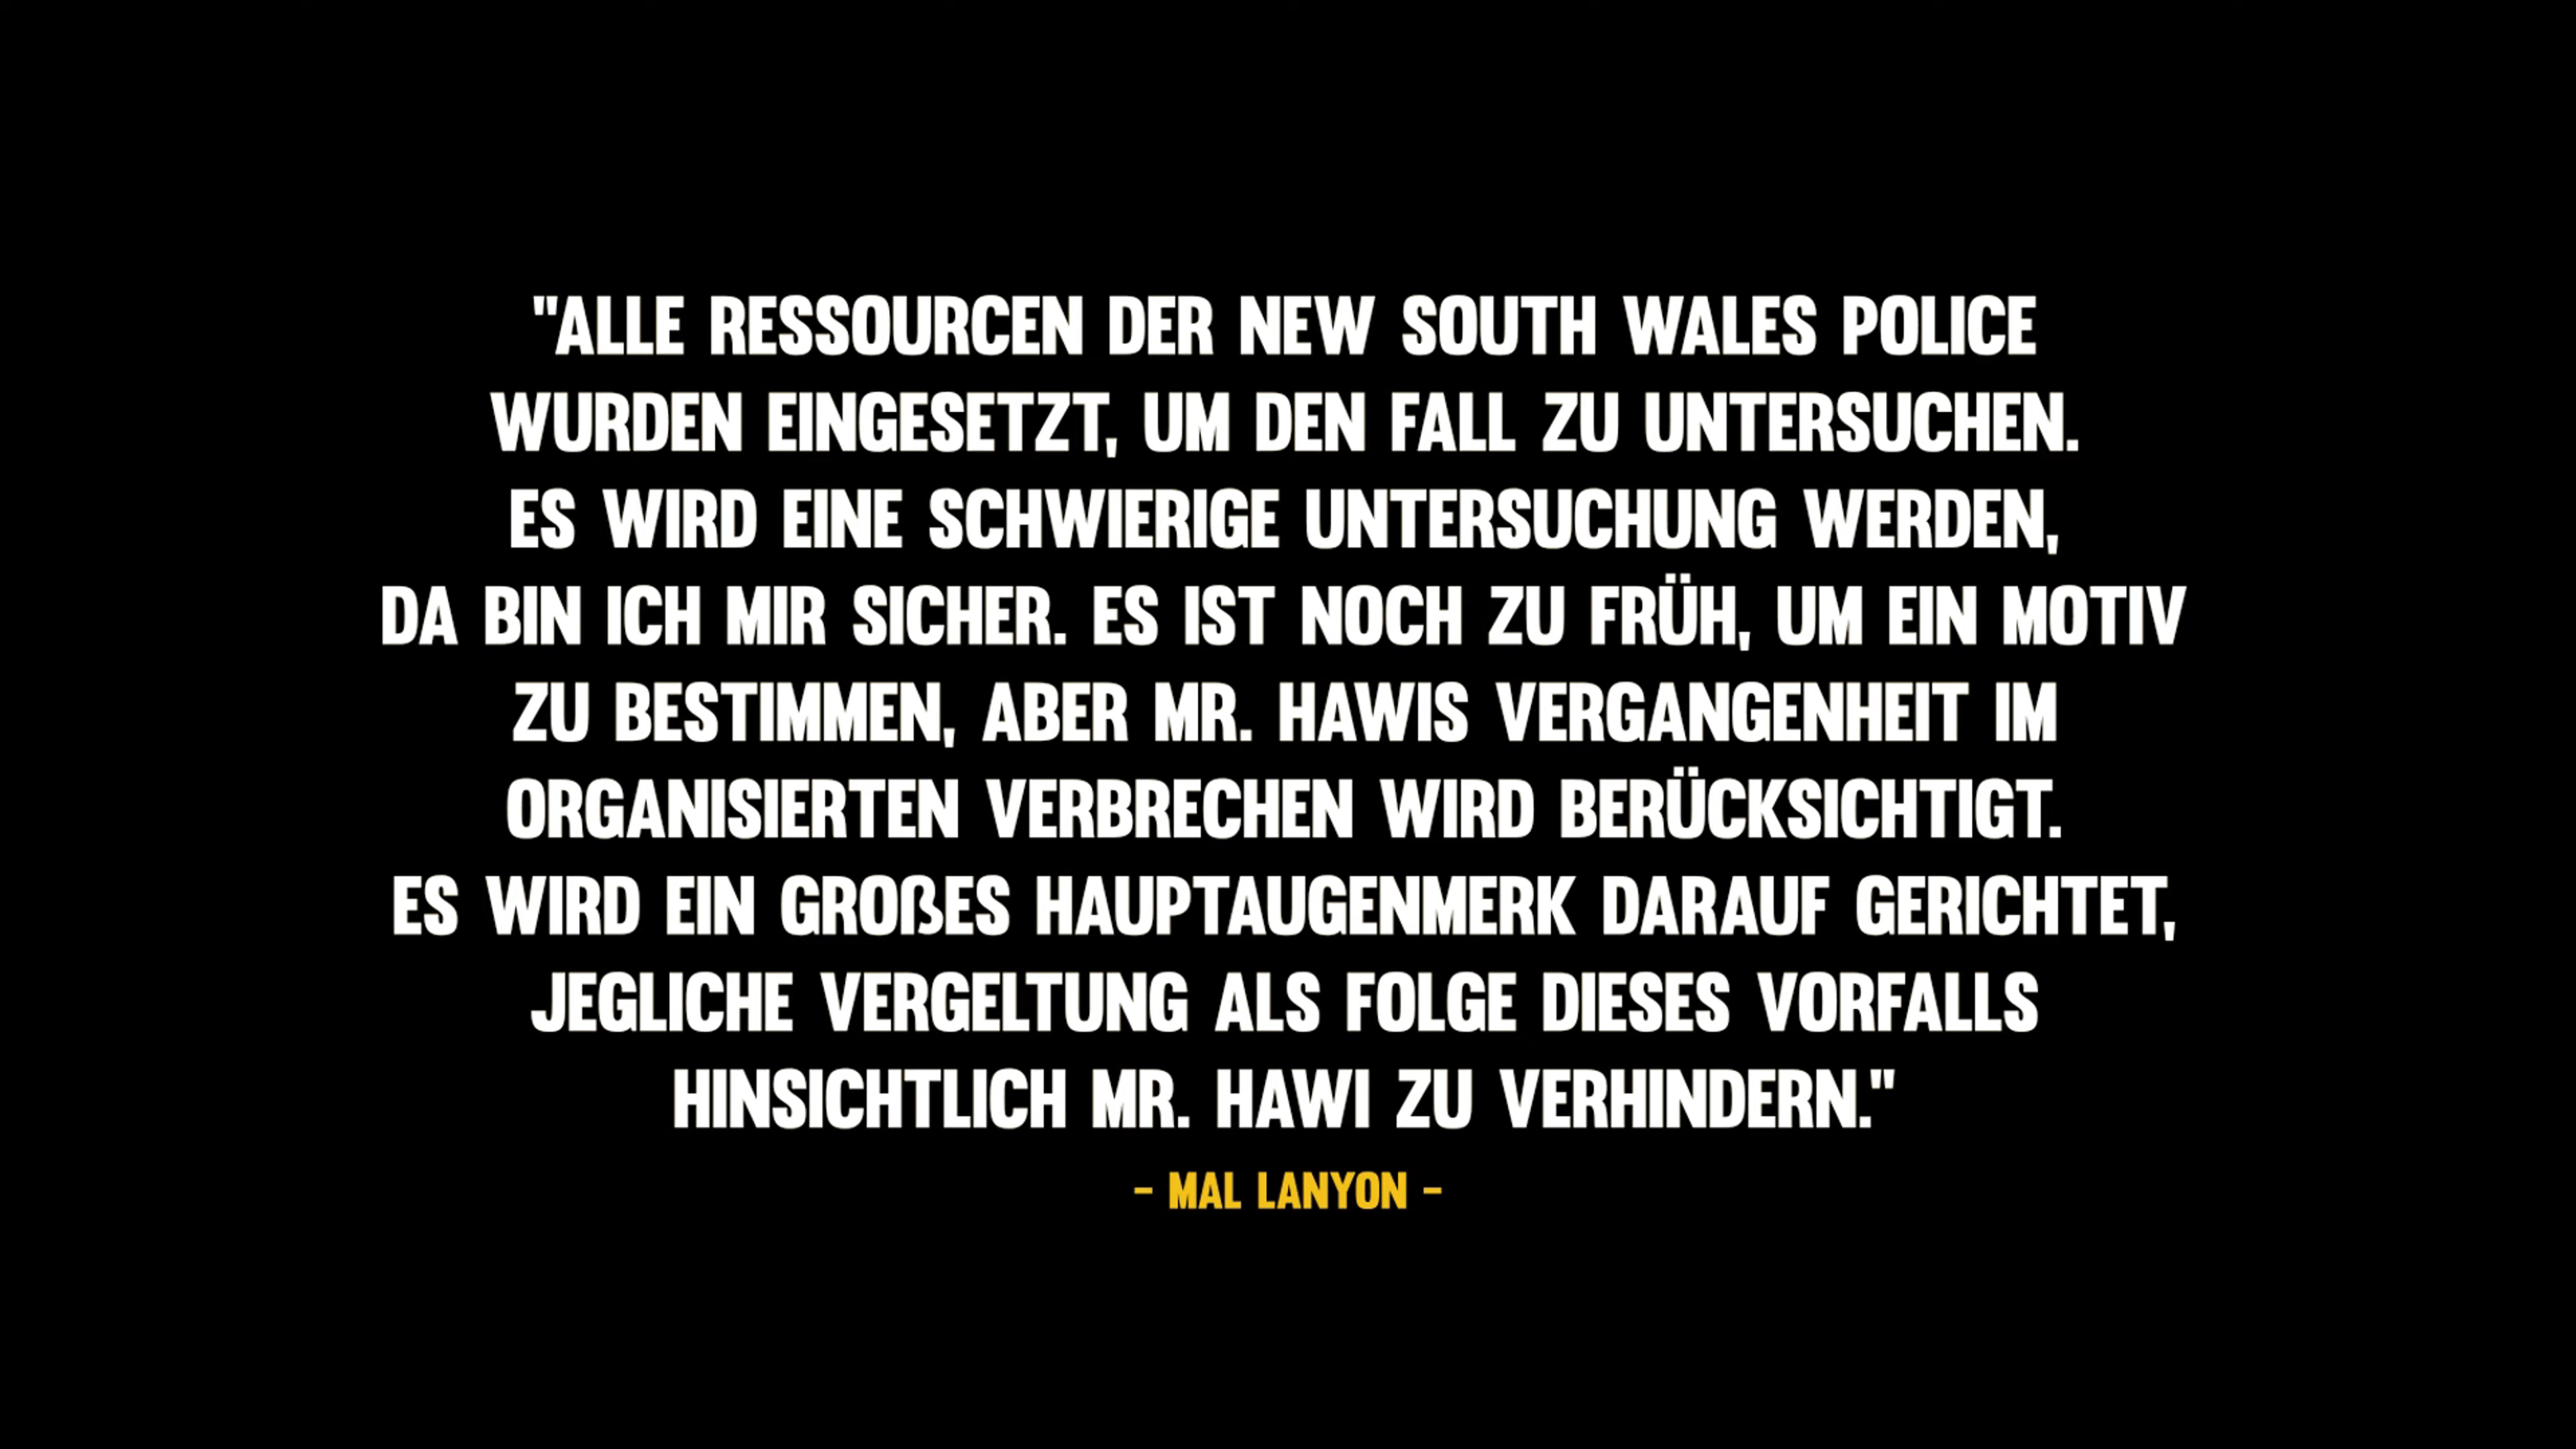 "ALLE RESSOURCEN DER NEW SOUTH WALES POLICE
WURDEN EINGESETZT, UM DEN FALL ZU UNTERSUCHEN.
ES WIRD EINE SCHWIERIGE UNTERSUCHUNG WERDEN,
DA BIN ICH MIR SICHER. ES IST NOCH ZU FRÜH, UM EIN MOTIV
ZU BESTIMMEN, ABER MR. HAWIS VERGANGENHEIT IM
ORGANISIERTEN VERBRECHEN WIRD BERÜCKSICHTIGT.
ES WIRD EIN GROßES HAUPTAUGENMERK DARAUF GERICHTET,
JEGLICHE VERGELTUNG ALS FOLGE DIESES VORFALLS
HINSICHTLICH MR. HAWI ZU VERHINDERN."
- MAL LANYON -